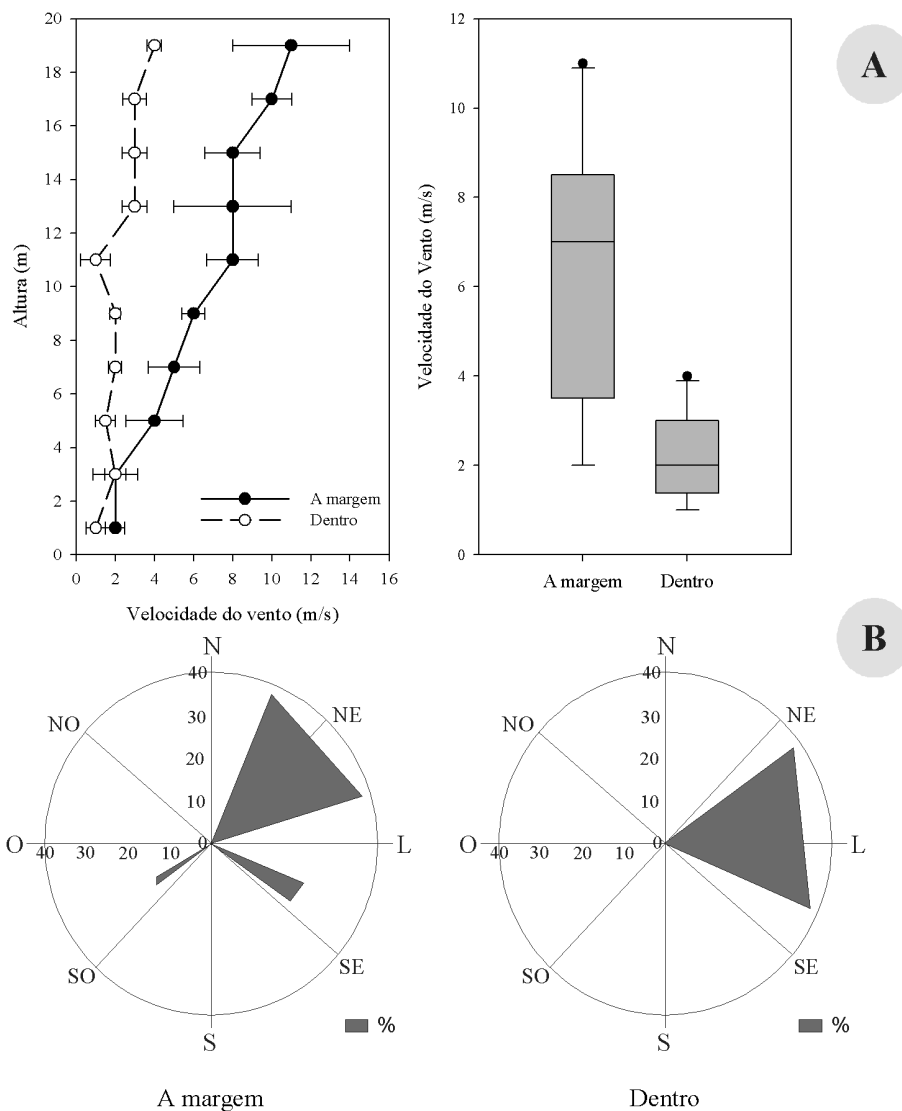 20
18
16
14
12
10
8
6
4
2
0
Altura (m)
A margem
Dentro
0 2 4 6 8 10 12 14 16
Velocidade do vento (m/s)
12
10
8
6
4
2
0
Velocidade do Vento (m/s)
A margem Dentro
A
B
N
NE
L
SE
S
SO
O
NO
40
30
20
10
0
40 30 20 10
%
A margem
N
NE
L
SE
S
SO
O
NO
40
30
20
10
0
40 30 20 10
%
Dentro